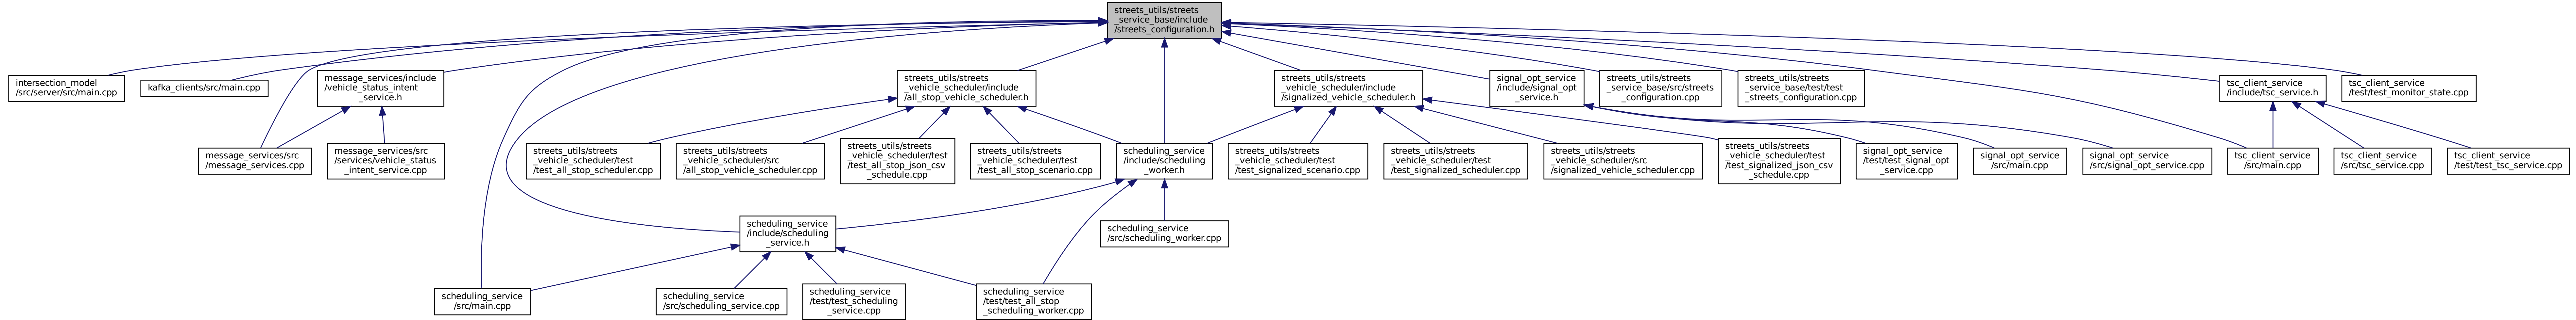 streets_utils/streets
_service_base/include
/streets_configuration.h
intersection_model
/src/server/src/main.cpp
kafka_clients/src/main.cpp
message_services/include
/vehicle_status_intent
_service.h
streets_utils/streets
_vehicle_scheduler/include
/all_stop_vehicle_scheduler.h
streets_utils/streets
_vehicle_scheduler/include
/signalized_vehicle_scheduler.h
signal_opt_service
/include/signal_opt
_service.h
streets_utils/streets
_service_base/src/streets
_configuration.cpp
streets_utils/streets
_service_base/test/test
_streets_configuration.cpp
tsc_client_service
/include/tsc_service.h
tsc_client_service
/test/test_monitor_state.cpp
message_services/src
/message_services.cpp
message_services/src
/services/vehicle_status
_intent_service.cpp
streets_utils/streets
_vehicle_scheduler/test
/test_all_stop_scheduler.cpp
streets_utils/streets
_vehicle_scheduler/src
/all_stop_vehicle_scheduler.cpp
streets_utils/streets
_vehicle_scheduler/test
/test_all_stop_json_csv
_schedule.cpp
streets_utils/streets
_vehicle_scheduler/test
/test_all_stop_scenario.cpp
scheduling_service
/include/scheduling
_worker.h
streets_utils/streets
_vehicle_scheduler/test
/test_signalized_scenario.cpp
streets_utils/streets
_vehicle_scheduler/test
/test_signalized_scheduler.cpp
streets_utils/streets
_vehicle_scheduler/src
/signalized_vehicle_scheduler.cpp
streets_utils/streets
_vehicle_scheduler/test
/test_signalized_json_csv
_schedule.cpp
signal_opt_service
/test/test_signal_opt
_service.cpp
signal_opt_service
/src/main.cpp
signal_opt_service
/src/signal_opt_service.cpp
tsc_client_service
/src/main.cpp
tsc_client_service
/src/tsc_service.cpp
tsc_client_service
/test/test_tsc_service.cpp
scheduling_service
/include/scheduling
_service.h
scheduling_service
/src/scheduling_worker.cpp
scheduling_service
/src/main.cpp
scheduling_service
/src/scheduling_service.cpp
scheduling_service
/test/test_scheduling
_service.cpp
scheduling_service
/test/test_all_stop
_scheduling_worker.cpp